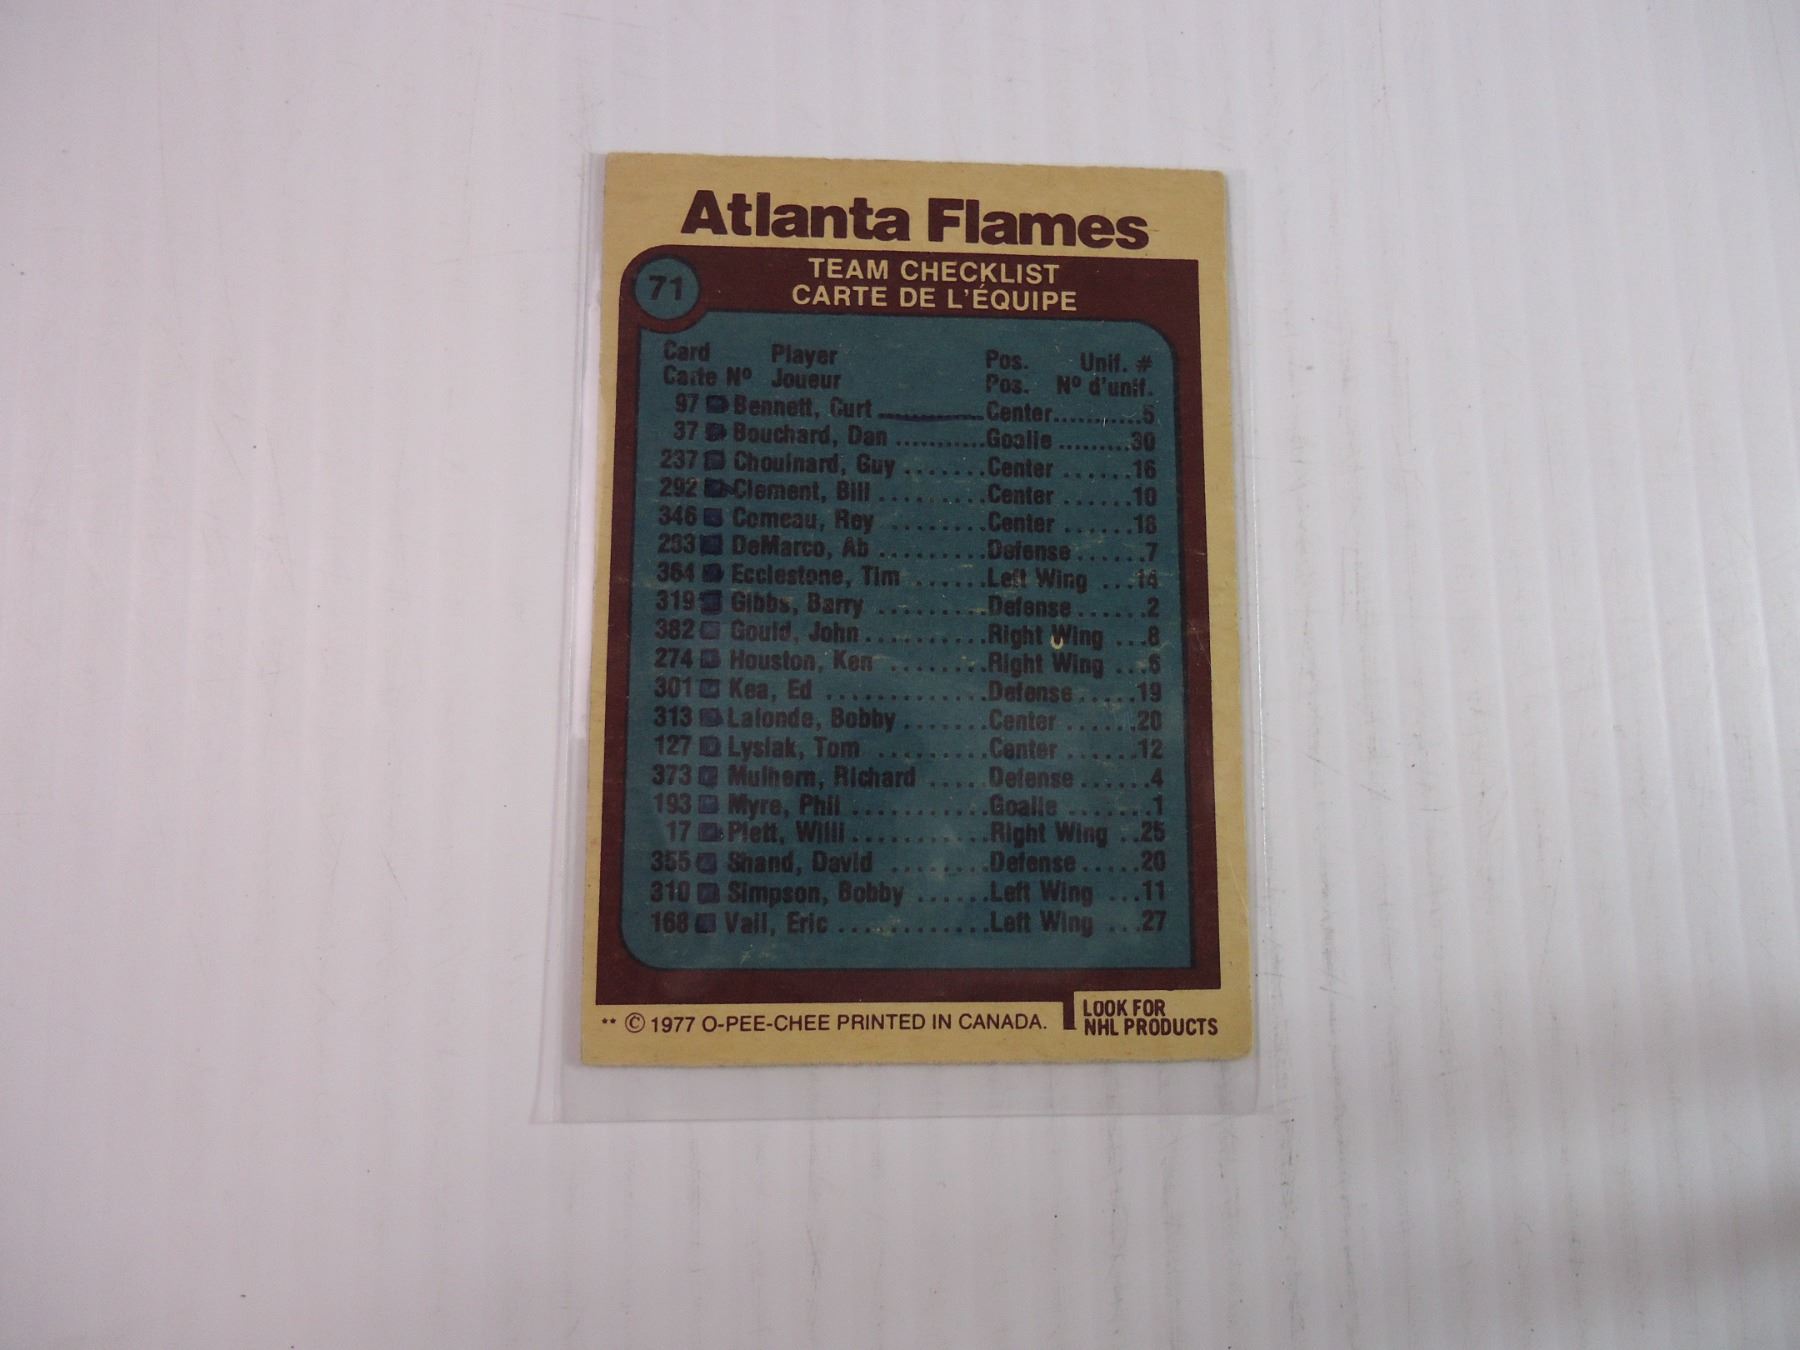 Atlanta Flames
71
TEAM CHECKLIST
CARTE DE L'ÉQUIPE
Card Player Pos. Unif. #
Carte Nº Joueur Pos. Nº d'unif.
97 Bennett, Curt Center..........5
37 Bouchard, Dan ...........Goalie ........30
237 Chouinard, Guy .......Center ......16
292 Clement, Bill .........Center ......10
346 Comeau, Rey ........Center ......18
233 DeMarco, Ab ..........Defense ......7
364 Ecclestone, Tim ......Left Wing ...14
319 Gibbs, Barry .........Defense ......2
382 Gould, John ..........Right Wing ...8
274 Houston, Ken ........Right Wing ...6
301 Kea, Ed .............Defense......19
313 Lalonde, Bobby .......Center ......20
127 Lysiak, Tom .........Center ......12
373 Mulhern, Richard .....Defense ......4
193 Myre, Phil ...........Goalie .......1
17 Plett, Willi ...........Right Wing ..25
355 Shand, David ........Defense .....20
310 Simpson, Bobby ......Left Wing ...11
168 Vail, Eric ............Left Wing ...27
** © 1977 O-PEE-CHEE PRINTED IN CANADA.
LOOK FOR
NHL PRODUCTS